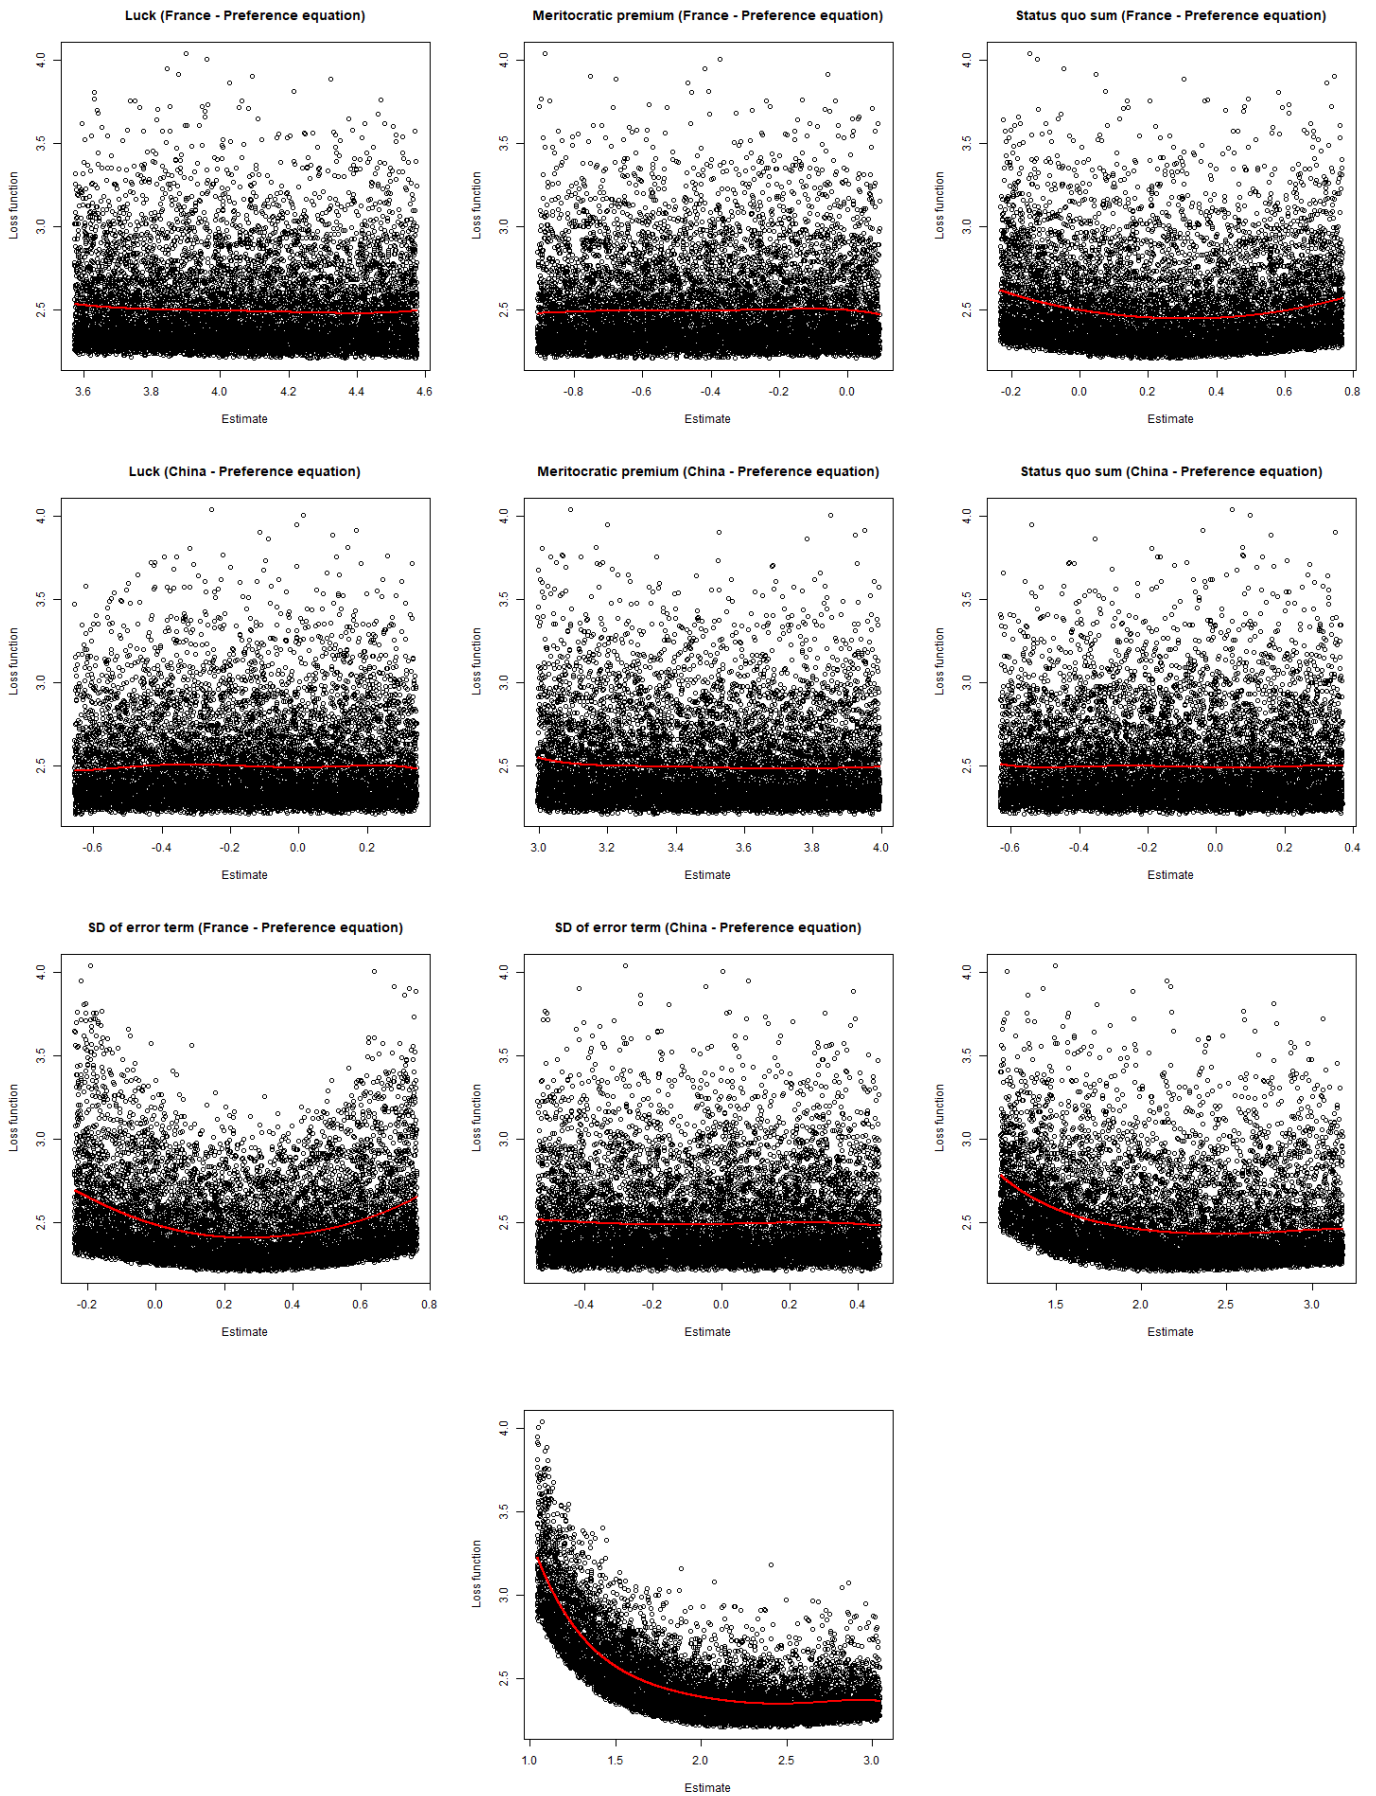 Luck (France - Preference equation)
Meritocratic premium (France - Preference equation)
Status quo sum (France - Preference equation)
Loss function
4.0
3.5
3.0
2.5
3.6 3.8 4.0 4.2 4.4 4.6
Estimate
Loss function
4.0
3.5
3.0
2.5
-0.8 -0.6 -0.4 -0.2 0.0
Estimate
Loss function
4.0
3.5
3.0
2.5
-0.2 0.0 0.2 0.4 0.6 0.8
Estimate
Luck (China - Preference equation)
Meritocratic premium (China - Preference equation)
Status quo sum (China - Preference equation)
Loss function
4.0
3.5
3.0
2.5
-0.6 -0.4 -0.2 0.0 0.2
Estimate
Loss function
4.0
3.5
3.0
2.5
3.0 3.2 3.4 3.6 3.8 4.0
Estimate
Loss function
4.0
3.5
3.0
2.5
-0.6 -0.4 -0.2 0.0 0.2 0.4
Estimate
SD of error term (France - Preference equation)
SD of error term (China - Preference equation)
Loss function
4.0
3.5
3.0
2.5
-0.2 0.0 0.2 0.4 0.6 0.8
Estimate
Loss function
4.0
3.5
3.0
2.5
-0.4 -0.2 0.0 0.2 0.4
Estimate
Loss function
4.0
3.5
3.0
2.5
1.5 2.0 2.5 3.0
Estimate
Loss function
4.0
3.5
3.0
2.5
1.0 1.5 2.0 2.5 3.0
Estimate